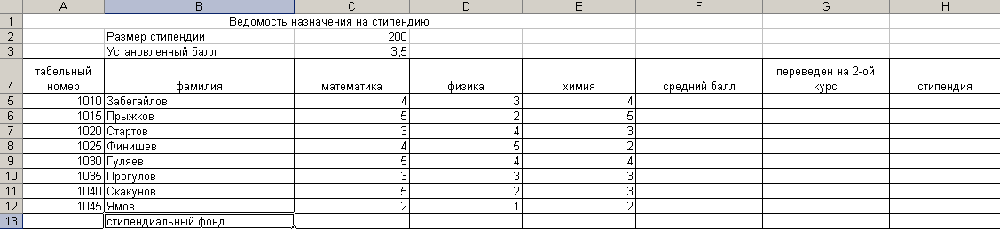 A B C D E F G H
1 Ведомость назначения на стипендию
2 Размер стипендии 200
3 Установленный балл 3,5
4 табельный номер фамилия математика физика химия средний балл переведен на 2-ой курс стипендия
5 1010 Забегайлов 4 3 4
6 1015 Прыжков 5 2 5
7 1020 Стартов 3 4 3
8 1025 Финишев 4 5 2
9 1030 Гуляев 5 4 4
10 1035 Прогулов 3 3 3
11 1040 Скакунов 5 2 3
12 1045 Ямов 2 1 2
13 стипендиальный фонд